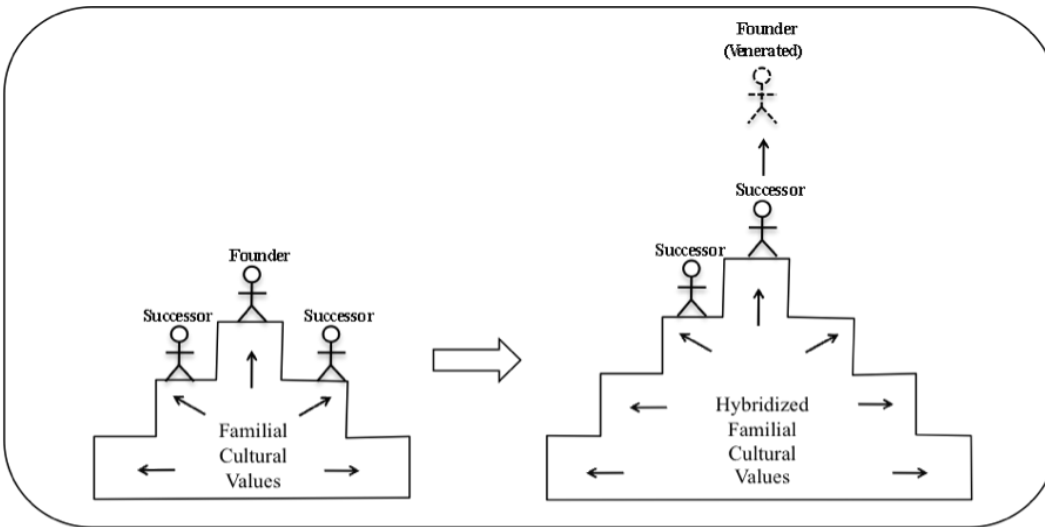 Founder
(Venerated)
Successor
Successor
Founder
Successor
Successor
Familial
Cultural
Values
Hybridized
Familial
Cultural
Values